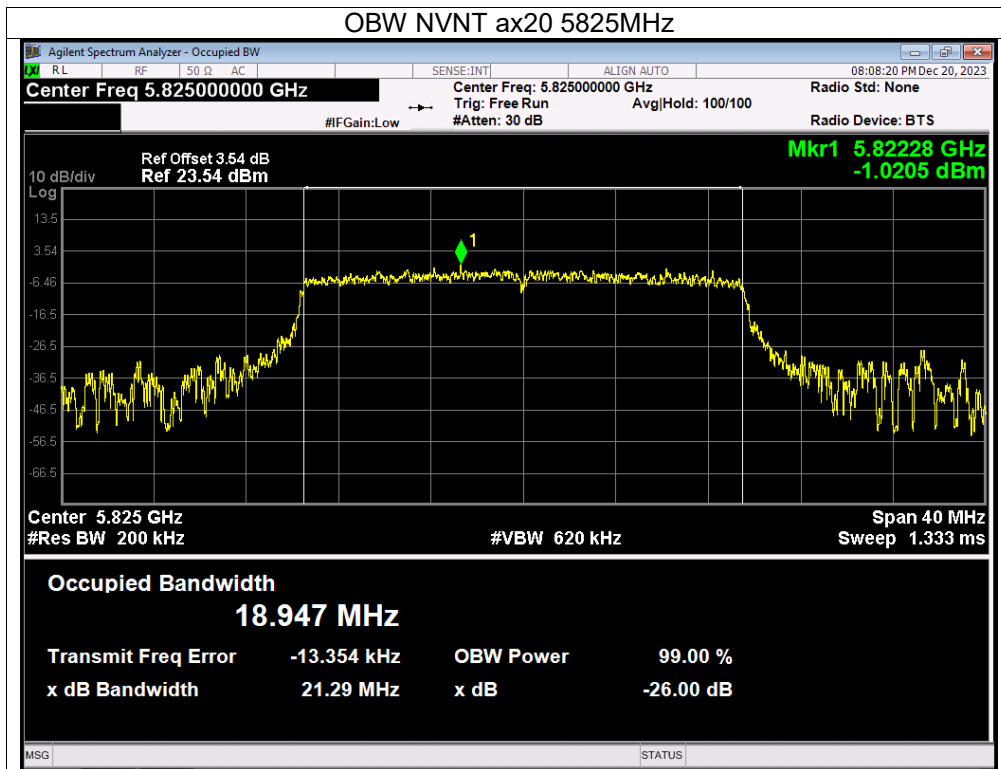 OBW NVNT ax20 5825MHz
Agilent Spectrum Analyzer - Occupied BW
LXI RL RF 50 Ω AC SENSE:INT ALIGN AUTO 08:08:20 PM Dec 20, 2023
Center Freq 5.825000000 GHz Center Freq: 5.825000000 GHz Radio Std: None
Trig: Free Run Avg|Hold: 100/100
#IFGain:Low #Atten: 30 dB Radio Device: BTS
Mkr1 5.82228 GHz
-1.0205 dBm
Ref Offset 3.54 dB
10 dB/div Ref 23.54 dBm
Log
13.5
3.54
-6.46
-16.5
-26.5
-36.5
-46.5
-56.5
-66.5
1
Center 5.825 GHz Span 40 MHz
#Res BW 200 kHz #VBW 620 kHz Sweep 1.333 ms
Occupied Bandwidth
18.947 MHz
Transmit Freq Error -13.354 kHz OBW Power 99.00 %
x dB Bandwidth 21.29 MHz x dB -26.00 dB
MSG STATUS